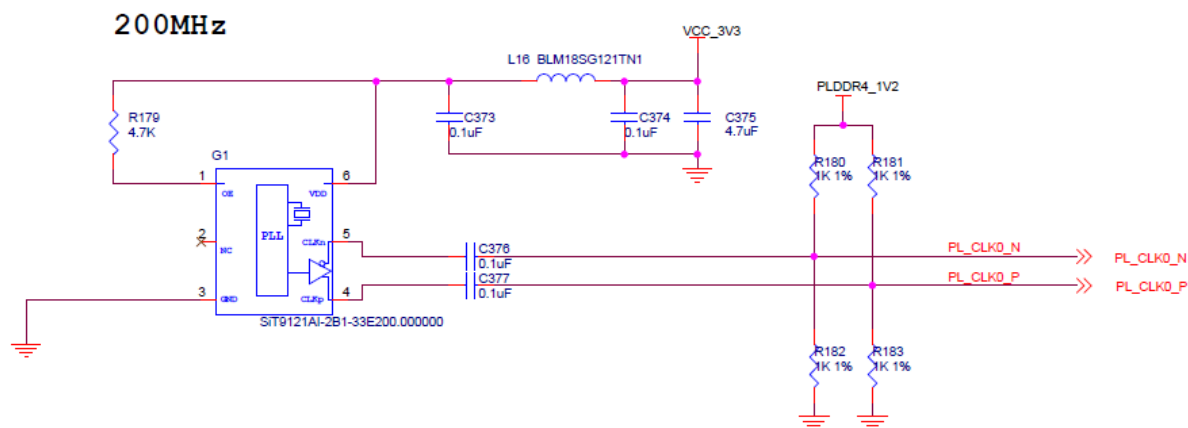 200MHz
VCC_3V3
L16 BLM18SG121TN1
PLDDR4_1V2
R179
4.7K
C373
0.1uF
C374
0.1uF
C375
4.7uF
G1
R180
1K 1%
R181
1K 1%
1
OE
VDD
6
2
NC
PLL
CLKn
5
C376
0.1uF
PL_CLK0_N
PL_CLK0_N
3
GND
CLKp
4
C377
0.1uF
PL_CLK0_P
PL_CLK0_P
SiT9121AI-2B1-33E200.000000
R182
1K 1%
R183
1K 1%